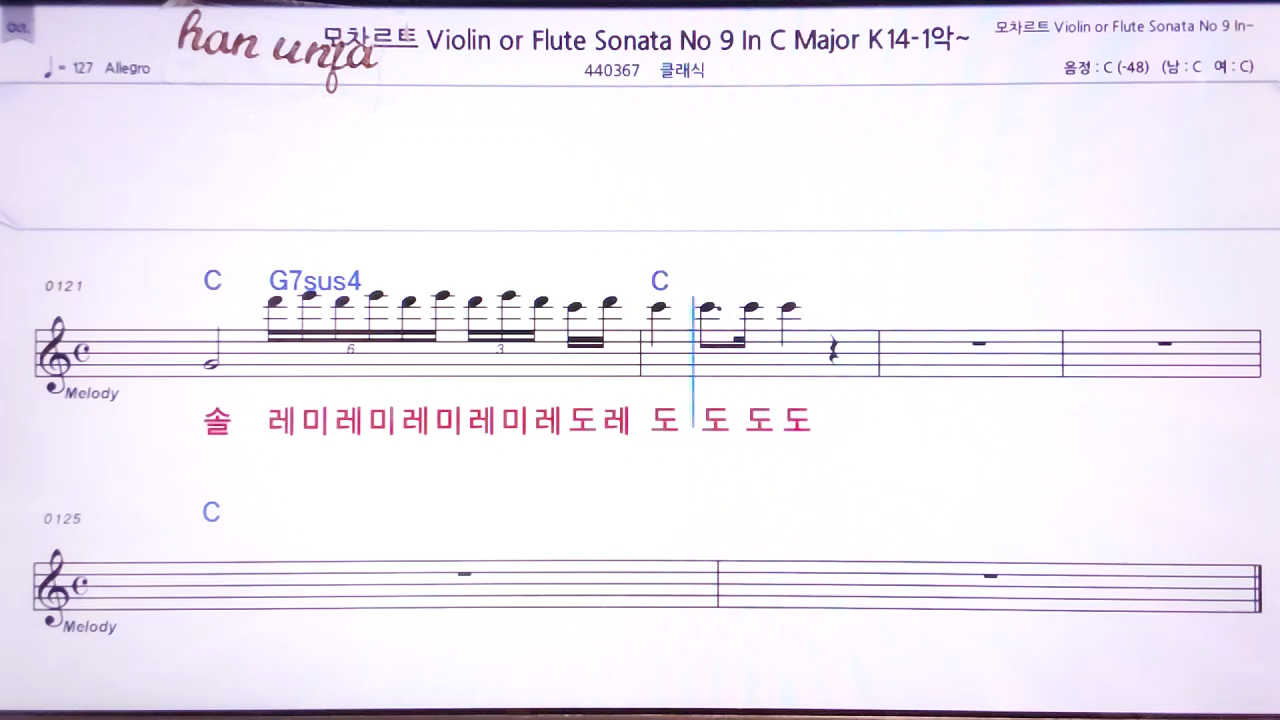 Oct.
han unja
모차르트 Violin or Flute Sonata No 9 In C Major K14-1악~
모차르트 Violin or Flute Sonata No 9 In~
♩= 127 Allegro
440367 클래식
음정 : C (-48) (남 : C 여 : C)
0121 C G7sus4 C
6 3
Melody
솔 레 미 레 미 레 미 레 미 레 도 레 도 도 도 도
0125 C
Melody